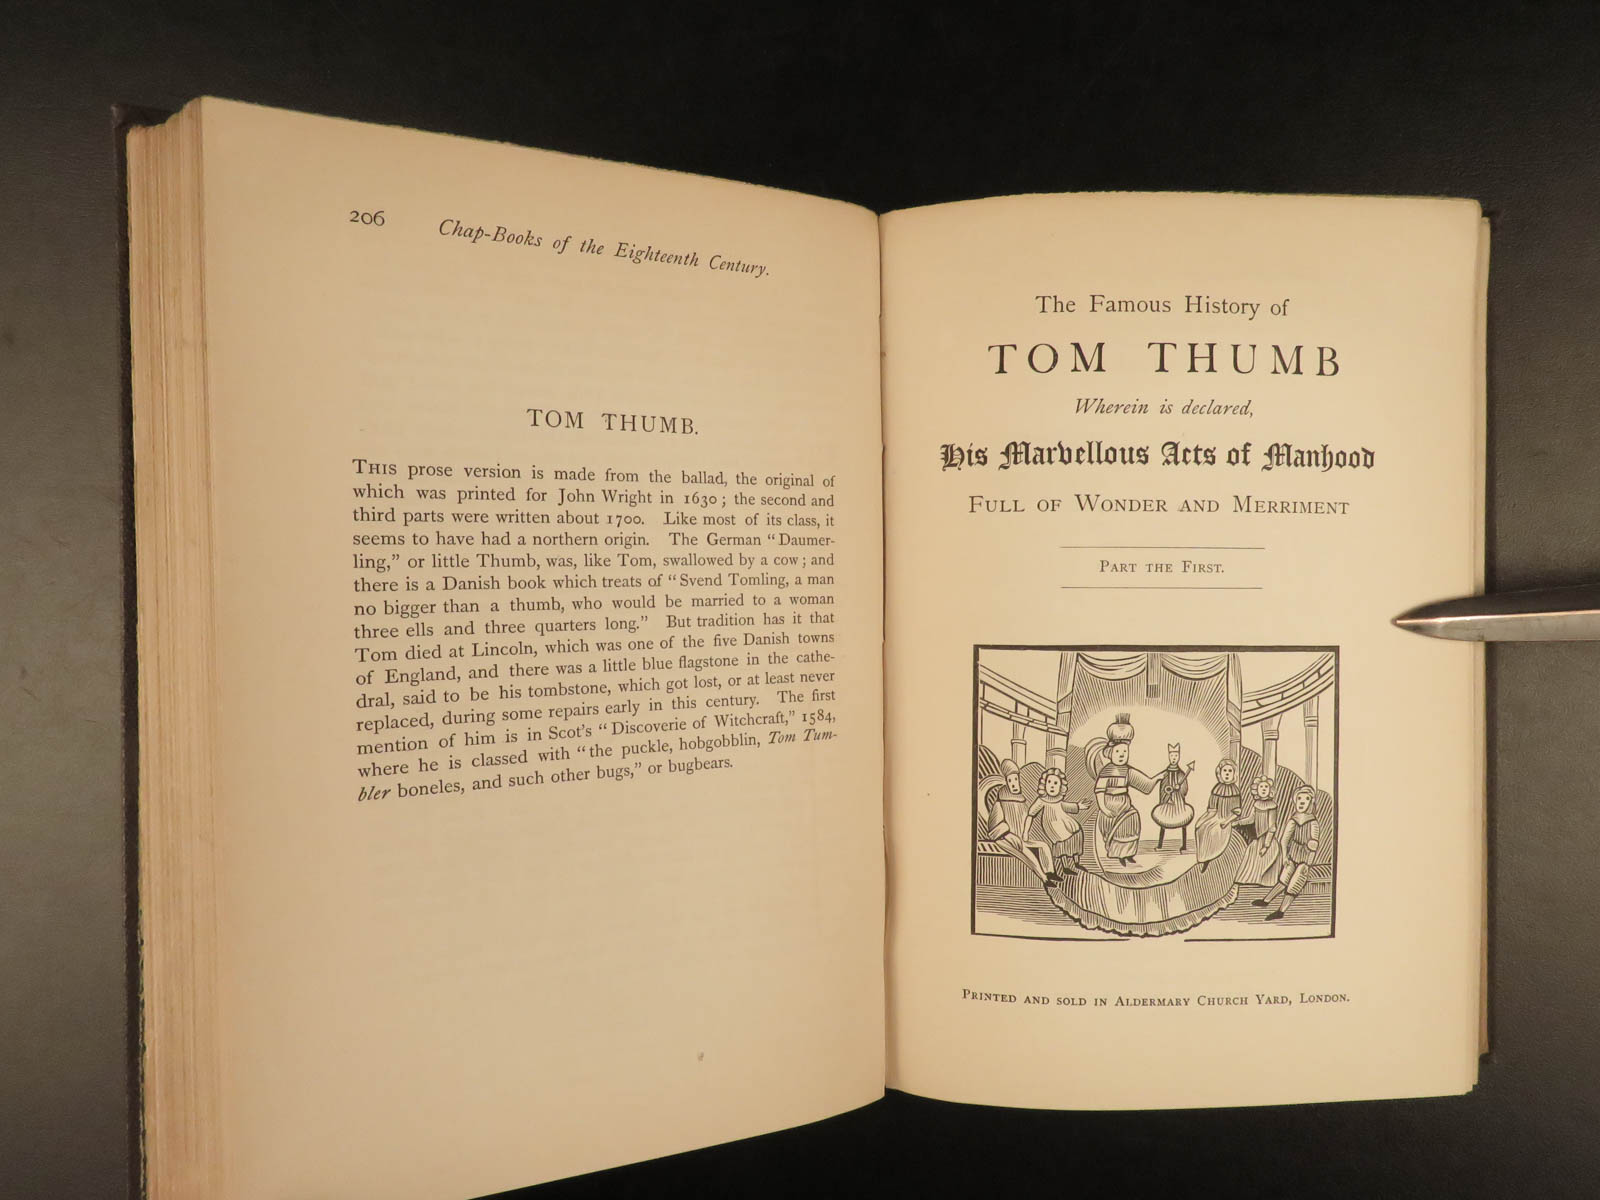 206
Chap-Books of the Eighteenth Century.
TOM THUMB.
THIS prose version is made from the ballad, the original of
which was printed for John Wright in 1630; the second and
third parts were written about 1700. Like most of its class, it
seems to have had a northern origin. The German “Daumer-
ling,” or little Thumb, was, like Tom, swallowed by a cow; and
there is a Danish book which treats of “Svend Tomling, a man
no bigger than a thumb, who would be married to a woman
three ells and three quarters long.” But tradition has it that
Tom died at Lincoln, which was one of the five Danish towns
of England, and there was a little blue flagstone in the cathe-
dral, said to be his tombstone, which got lost, or at least never
replaced, during some repairs early in this century. The first
mention of him is in Scot’s “Discoverie of Witchcraft,” 1584,
where he is classed with “the puckle, hobgobblin, Tom Tum-
bler boneles, and such other bugs,” or bugbears.
The Famous History of
TOM THUMB
Wherein is declared,
His Marvellous Acts of Manhood
FULL OF WONDER AND MERRIMENT
PART THE FIRST.
PRINTED AND SOLD IN ALDERMARY CHURCH YARD, LONDON.